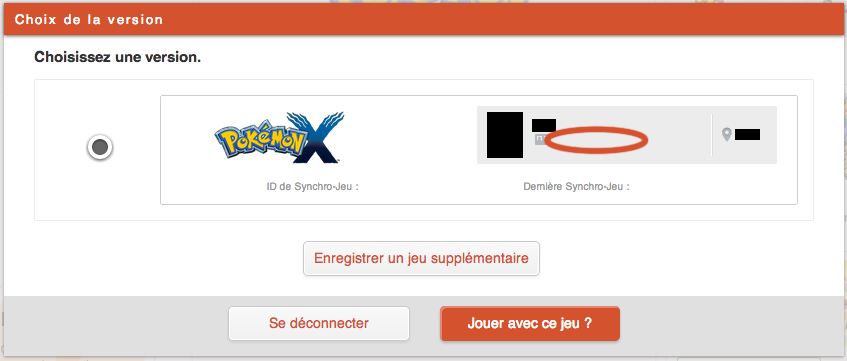 Choix de la version
Choisissez une version.
POKÉMON X
ID de Synchro-Jeu :
Dernière Synchro-Jeu :
Enregistrer un jeu supplémentaire
Se déconnecter
Jouer avec ce jeu ?